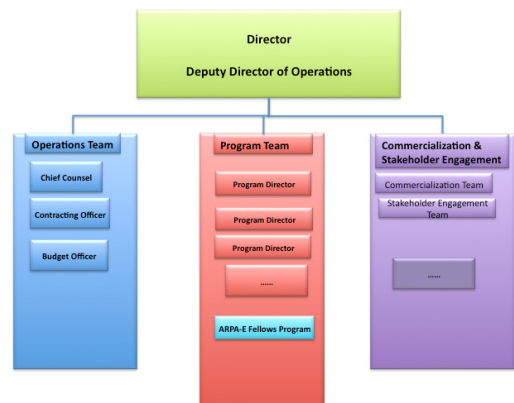 Director
Deputy Director of Operations
Operations Team
Chief Counsel
Contracting Officer
Budget Officer
Program Team
Program Director
Program Director
Program Director
......
ARPA-E Fellows Program
Commercialization &
Stakeholder Engagement
Commercialization Team
Stakeholder Engagement
Team
......